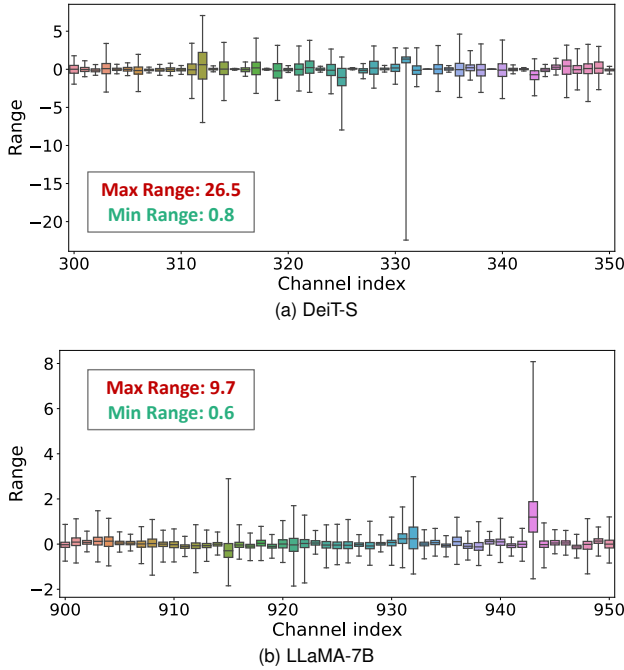 5
0
−5
−10
−15
−20
Range
Max Range: 26.5
Min Range: 0.8
300 310 320 330 340 350
Channel index
(a) DeiT-S
8
6
4
2
0
−2
Range
Max Range: 9.7
Min Range: 0.6
900 910 920 930 940 950
Channel index
(b) LLaMA-7B